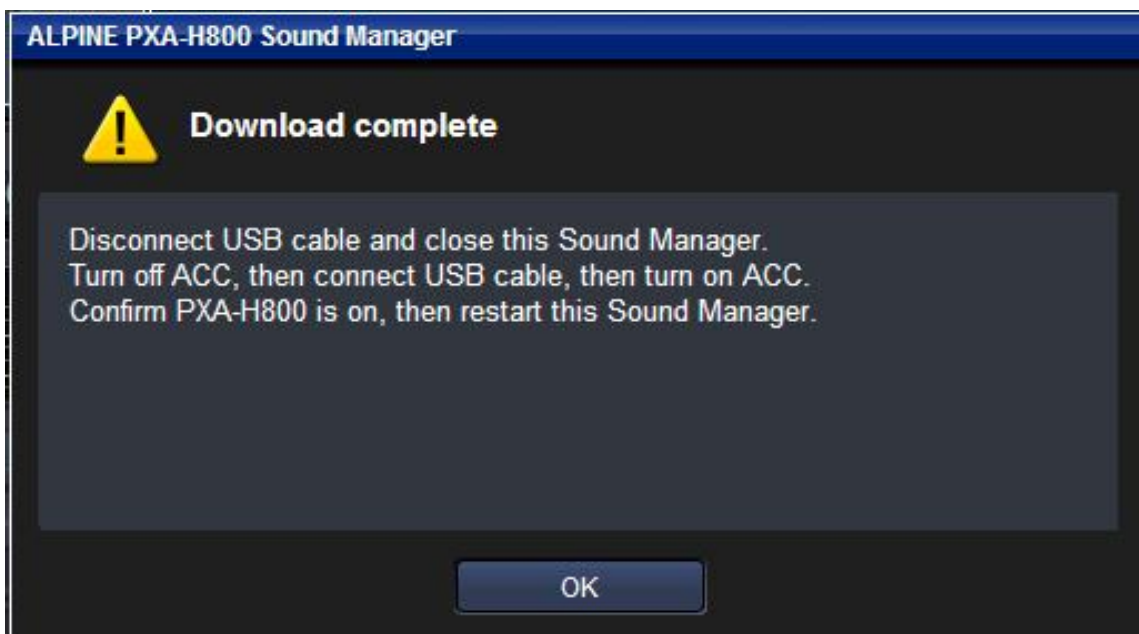 ALPINE PXA-H800 Sound Manager
Download complete
Disconnect USB cable and close this Sound Manager.
Turn off ACC, then connect USB cable, then turn on ACC.
Confirm PXA-H800 is on, then restart this Sound Manager.
OK